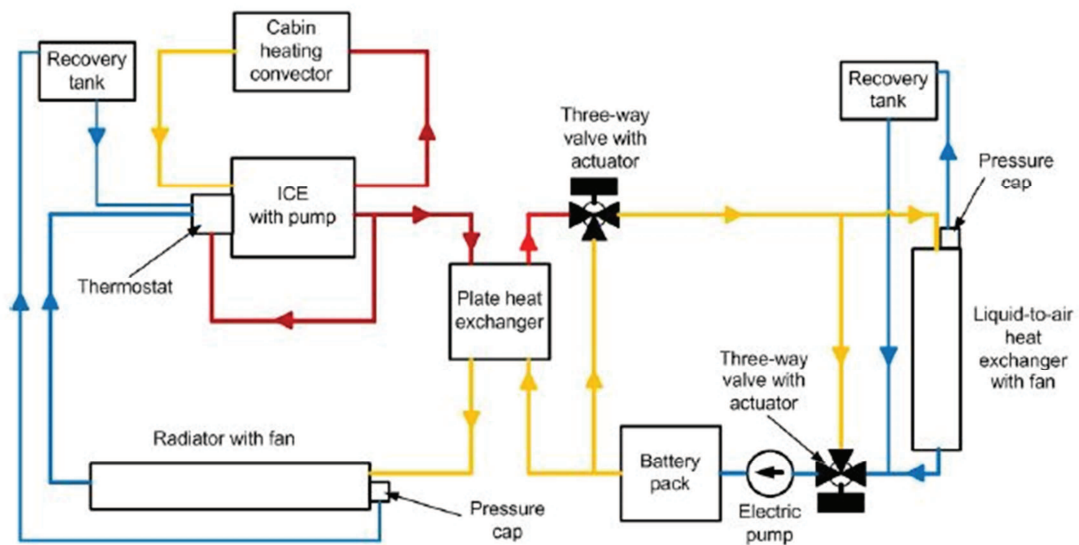 Recovery
tank
Cabin
heating
convector
Recovery
tank
Three-way
valve with
actuator
Pressure
cap
ICE
with pump
Thermostat
Plate heat
exchanger
Liquid-to-air
heat
exchanger
with fan
Three-way
valve with
actuator
Radiator with fan
Battery
pack
Pressure
cap
Electric
pump